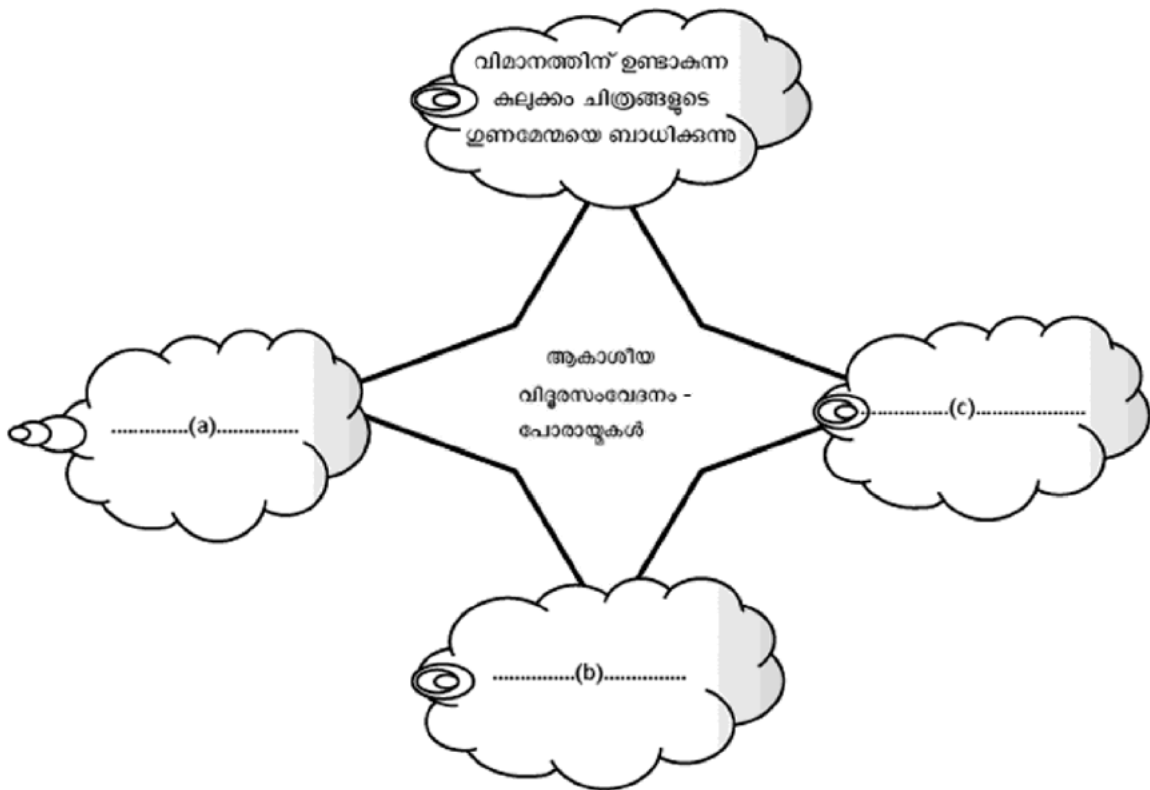 വിമാനത്തിന് ഉണ്ടാകുന്ന
കുലുക്കം ചിത്രങ്ങളുടെ
ഗുണമേന്മയെ ബാധിക്കുന്നു
ആകാശീയ
വിദൂരസംവേദനം -
പോരായ്മകൾ
..............(a)..................
....................(c)......................
...............(b)...............